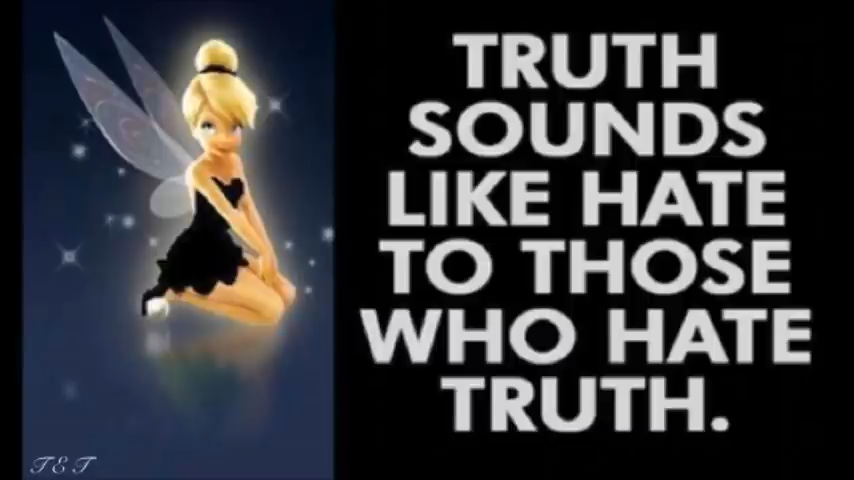 TRUTH
SOUNDS
LIKE HATE
TO THOSE
WHO HATE
TRUTH.
T&T